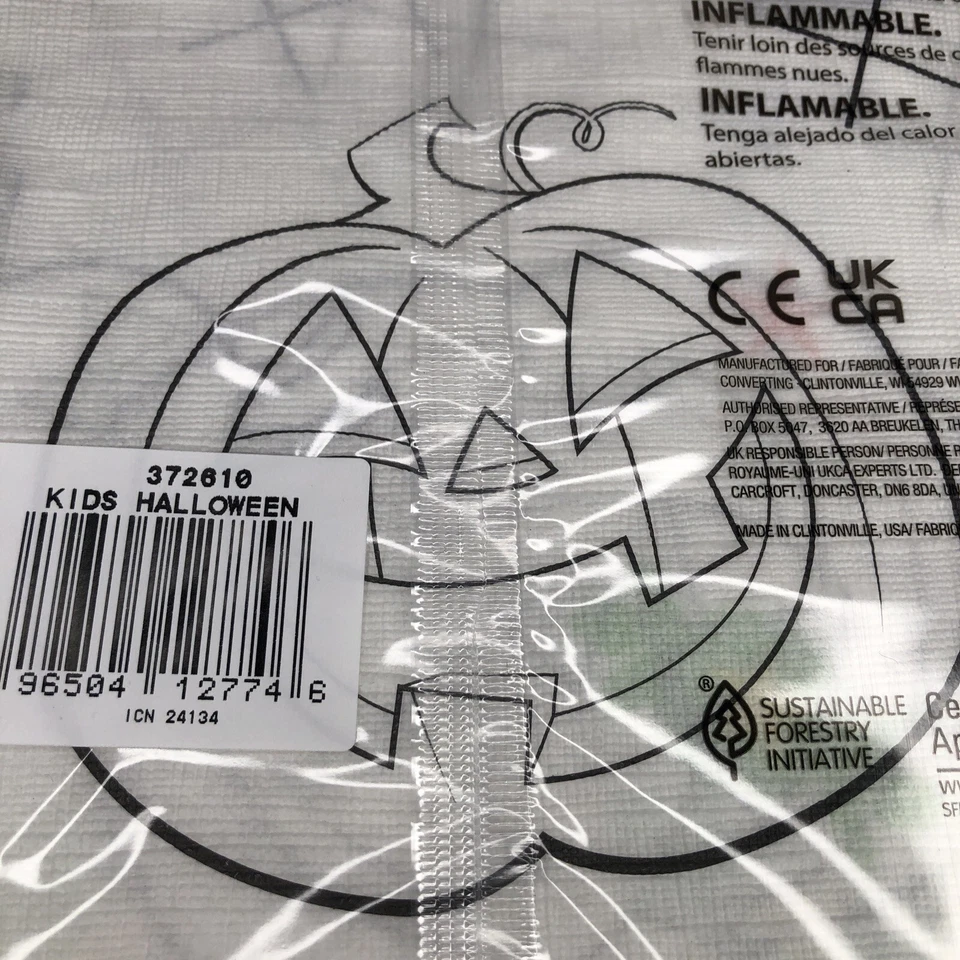 INFLAMMABLE.
Tenir loin des sources de
flammes nues.
INFLAMABLE.
Tenga alejado del calor
abiertas.
CE UK
CA
MANUFACTURED FOR / FABRIQUÉ POUR /
CONVERTING - CLINTONVILLE, WI 54929
AUTHORISED REPRESENTATIVE /
P.O. BOX 5047, 3620 AA BREUKELEN,
UK RESPONSIBLE PERSON/ PERSONNE
ROYAUME-UNI UKCA EXPERTS LTD.
CARCROFT, DONCASTER, DN6 8DA,
MADE IN CLINTONVILLE, USA/
372610
KIDS HALLOWEEN
96504 12774 6
ICN 24134
® SUSTAINABLE
FORESTRY
INITIATIVE